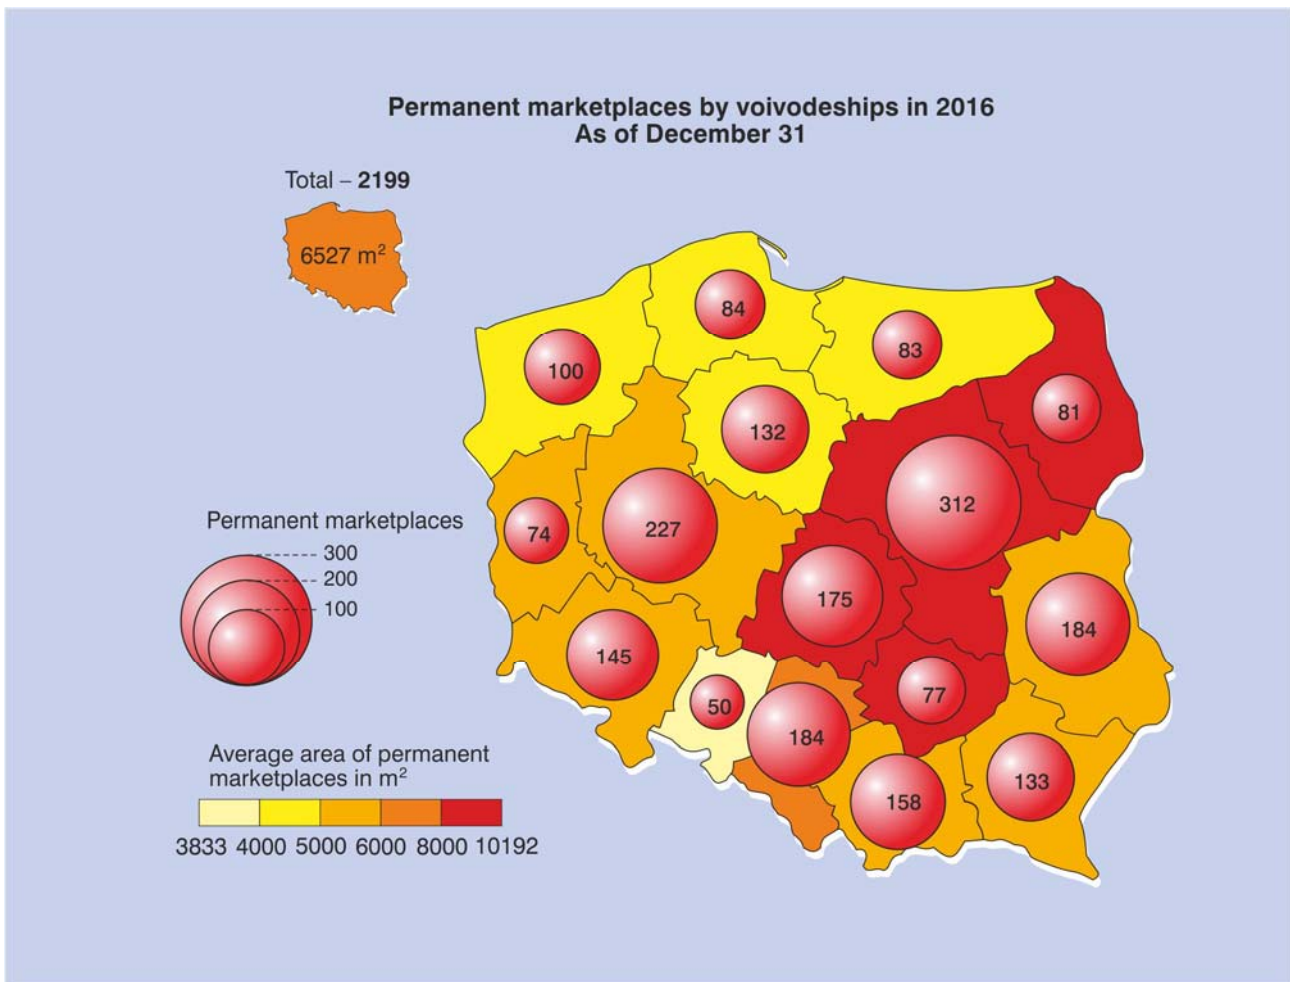 Permanent marketplaces by voivodeships in 2016
As of December 31
Total – 2199
6527 m²
84
83
100
81
132
312
74
227
175
184
145
77
50
184
133
158
Permanent marketplaces
300
200
100
Average area of permanent
marketplaces in m²
3833 4000 5000 6000 8000 10192